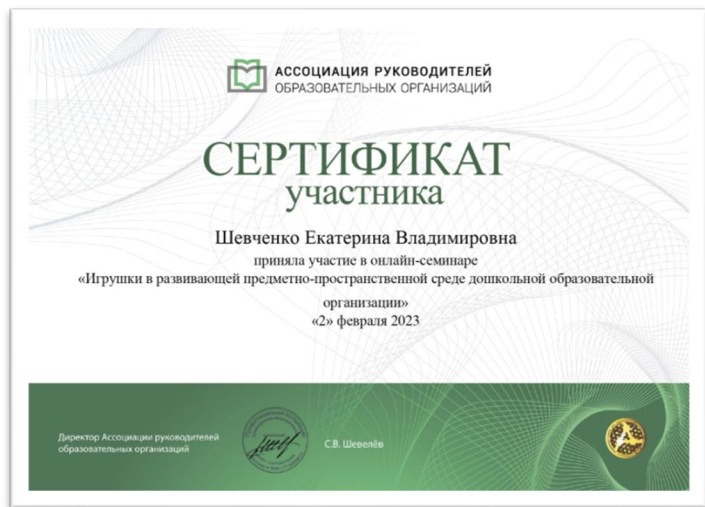 АССОЦИАЦИЯ РУКОВОДИТЕЛЕЙ
ОБРАЗОВАТЕЛЬНЫХ ОРГАНИЗАЦИЙ
СЕРТИФИКАТ
участника
Шевченко Екатерина Владимировна
приняла участие в онлайн-семинаре
«Игрушки в развивающей предметно-пространственной среде дошкольной образовательной
организации»
«2» февраля 2023
Директор Ассоциации руководителей
образовательных организаций
С.В. Шевелёв